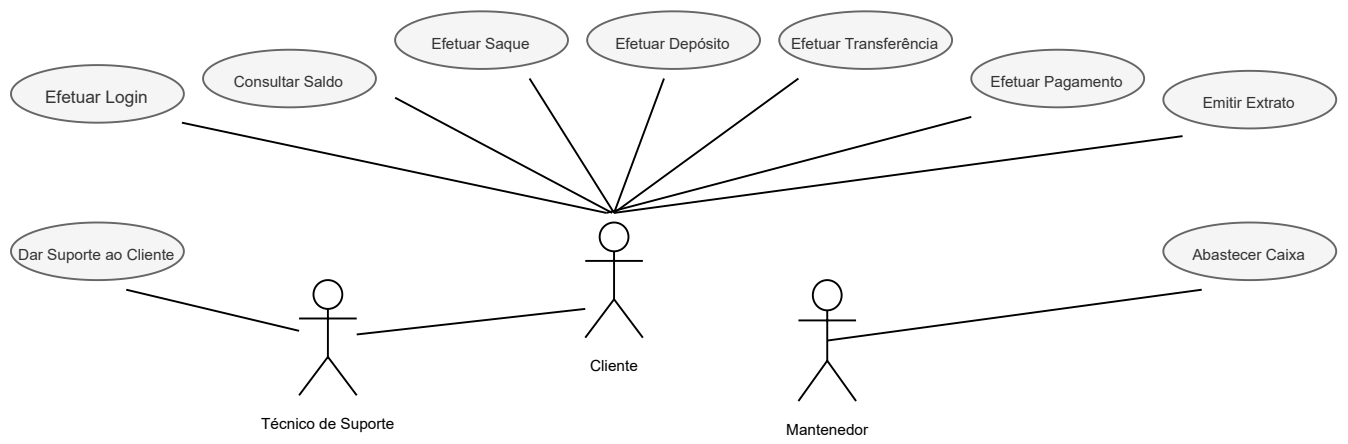 Efetuar Saque
Efetuar Depósito
Efetuar Transferência
Consultar Saldo
Efetuar Pagamento
Efetuar Login
Emitir Extrato
Dar Suporte ao Cliente
Abastecer Caixa
Cliente
Técnico de Suporte
Mantenedor